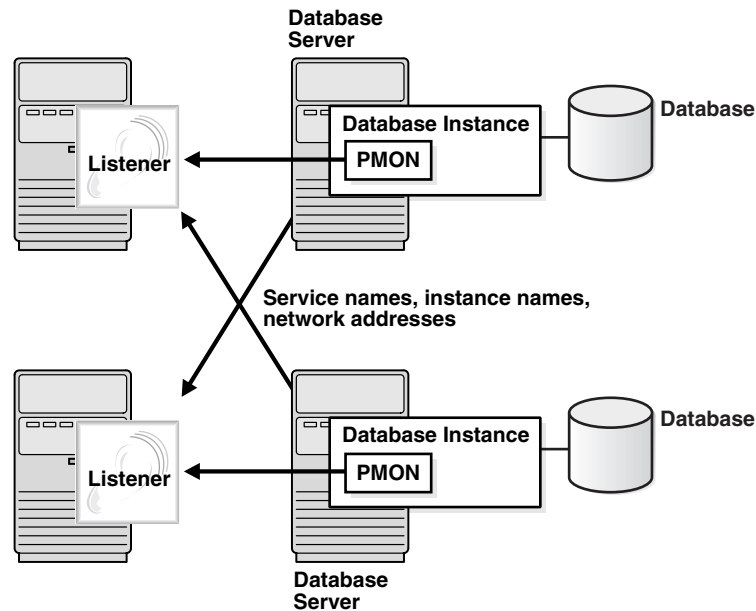 Database
Server
Database Instance
Database
PMON
Listener
Service names, instance names,
network addresses
Database Instance
Database
PMON
Listener
Database
Server